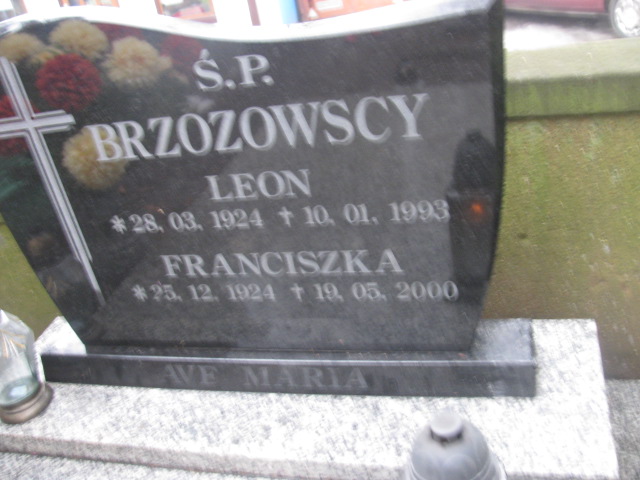 Ś.P.
BRZOZOWSCY
LEON
* 28. 03. 1924 † 10. 01. 1993
FRANCISZKA
* 25. 12. 1924 † 19. 05. 2000
AVE MARIA